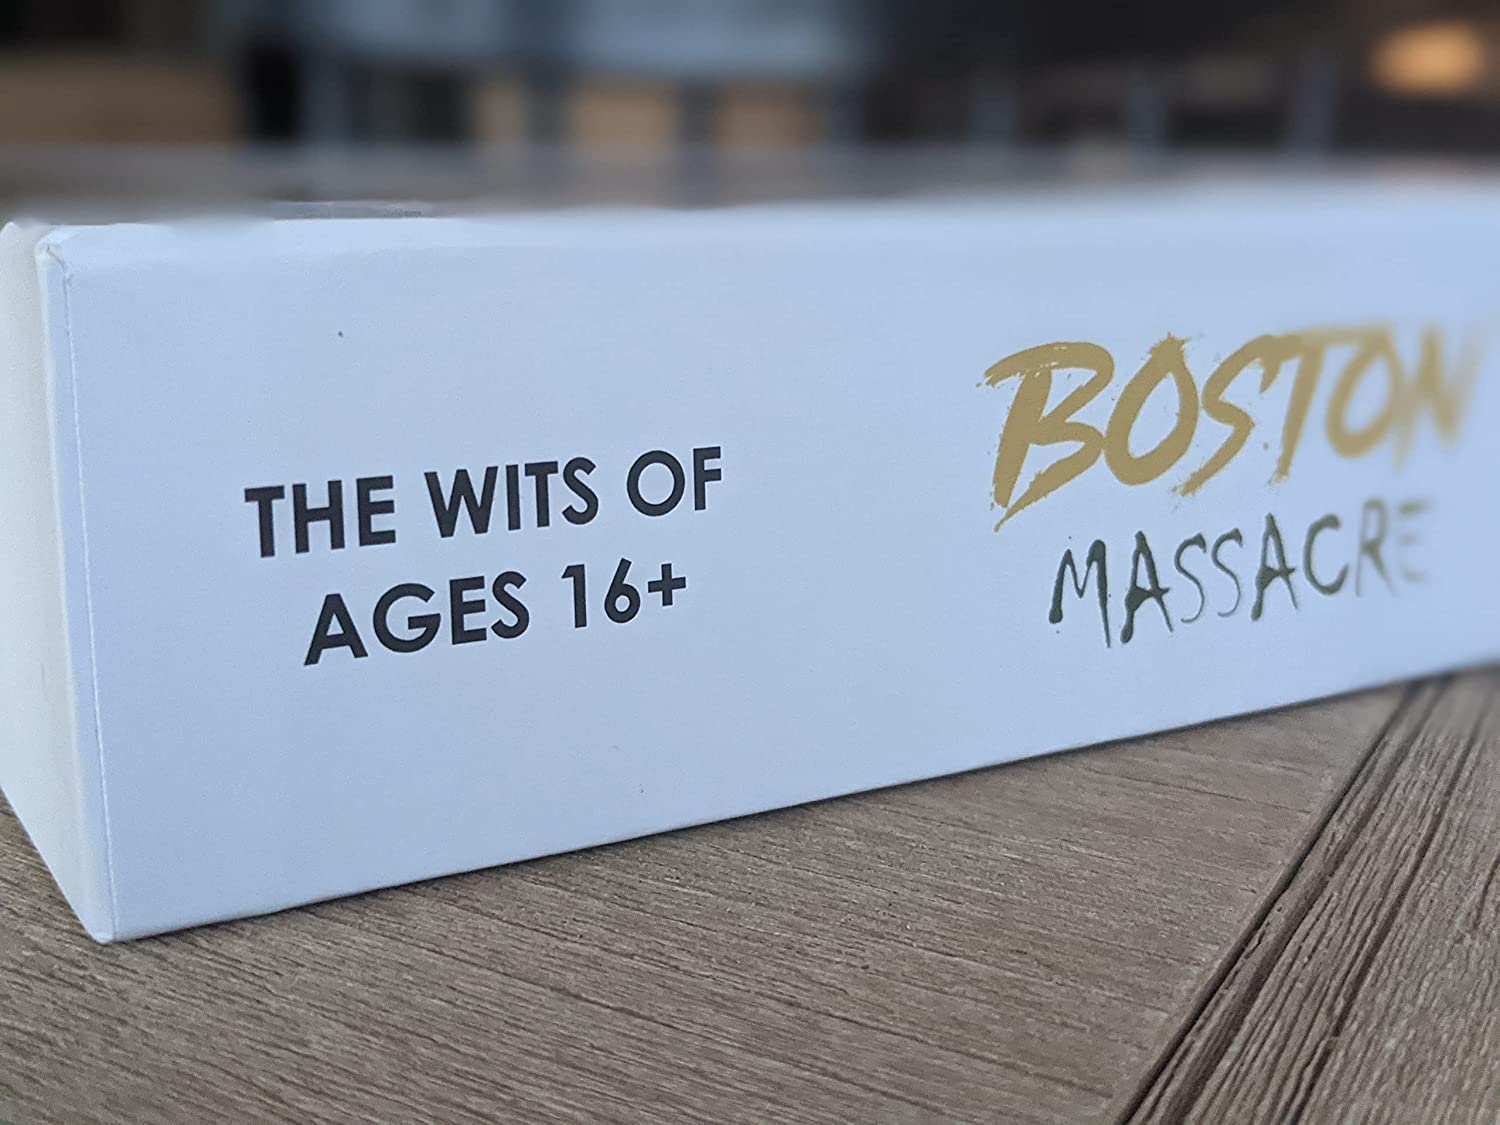 THE WITS OF
AGES 16+
BOSTON
MASSACRE